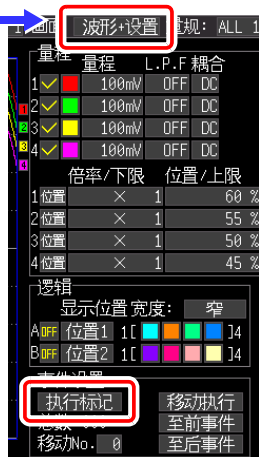 波形+设置
ALL 1
量程
量程 L.P.F 耦合
1 100mV OFF DC
2 100mV OFF DC
3 100mV OFF DC
4 100mV OFF DC
倍率/下限 位置/上限
1位置 × 1 60 %
2位置 × 1 55 %
3位置 × 1 50 %
4位置 × 1 45 %
逻辑
显示位置宽度: 窄
A OFF 位置1 1[ ]4
B OFF 位置2 1[ ]4
执行标记 移动执行
至前事件
移动No. 0 至后事件